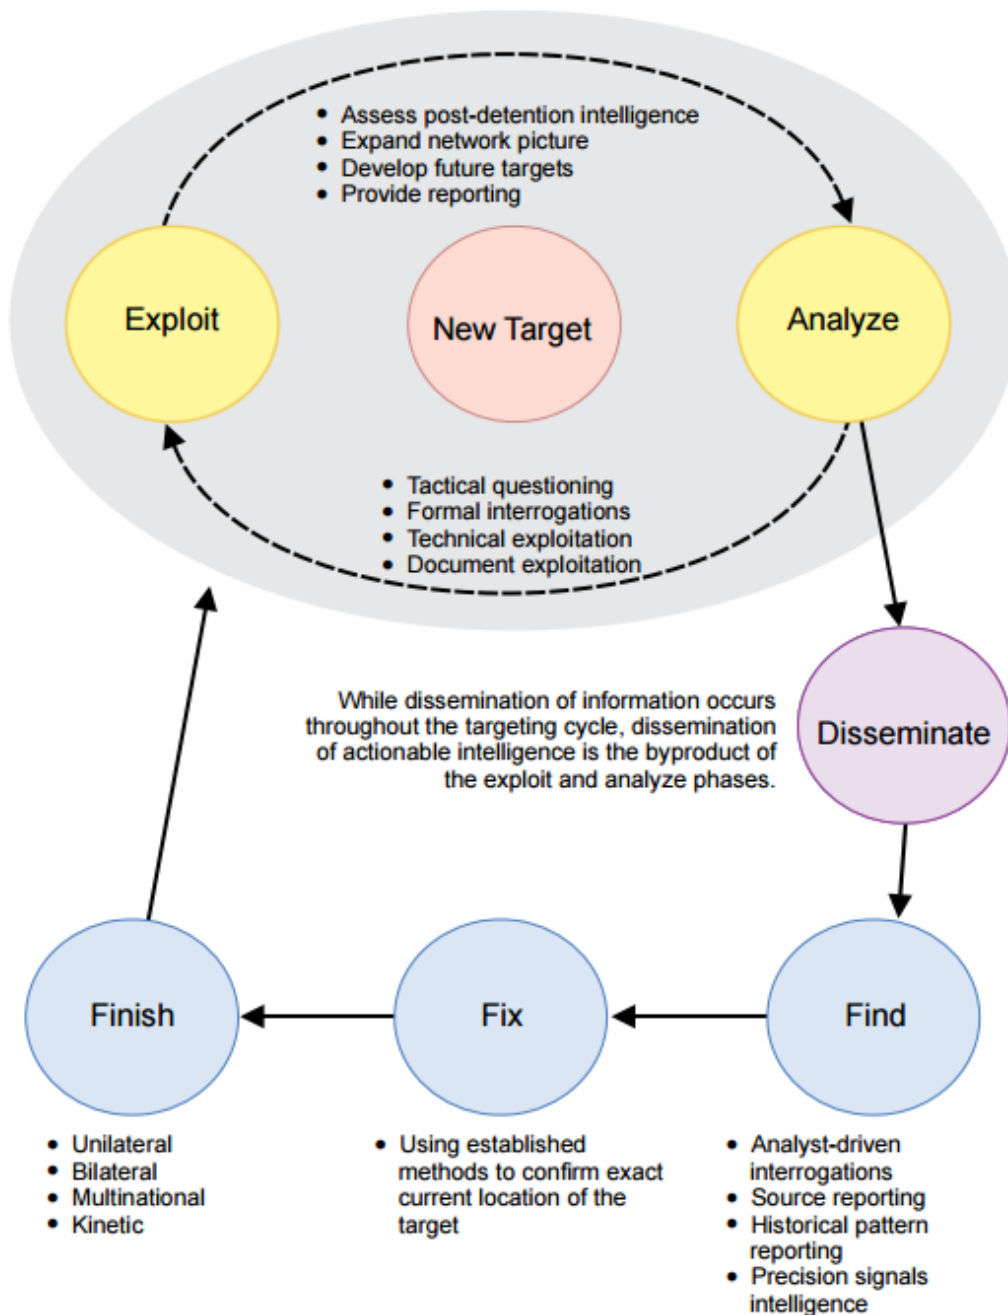 • Assess post-detention intelligence
• Expand network picture
• Develop future targets
• Provide reporting
Exploit
New Target
Analyze
• Tactical questioning
• Formal interrogations
• Technical exploitation
• Document exploitation
While dissemination of information occurs
throughout the targeting cycle, dissemination
of actionable intelligence is the byproduct of
the exploit and analyze phases.
Disseminate
Finish
Fix
Find
• Unilateral
• Bilateral
• Multinational
• Kinetic
• Using established
methods to confirm exact
current location of the
target
• Analyst-driven
interrogations
• Source reporting
• Historical pattern
reporting
• Precision signals
intelligence